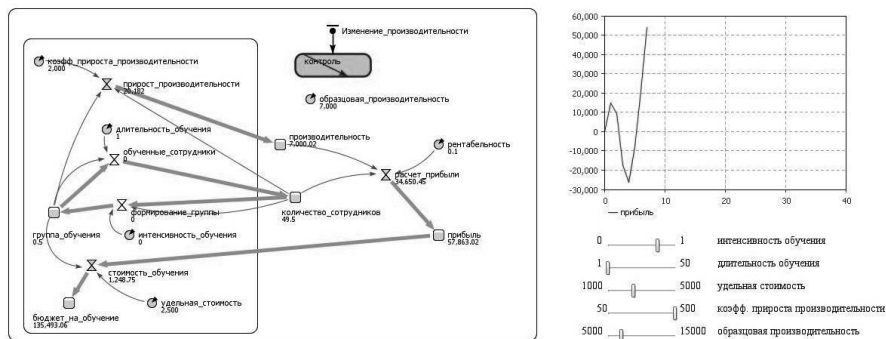 Изменение_производительности
контроль
образцовая_производительность
7,000
коэфф_прироста_производительности
2,000
прирост_производительности
20.182
длительность_обучения
1
обученные_сотрудники
0
производительность
7,000.02
рентабельность
0.1
расчет_прибыли
34,650.45
группа_обучения
0.5
формирование_группы
0
интенсивность_обучения
0
количество_сотрудников
49.5
прибыль
57,863.02
стоимость_обучения
1,248.75
удельная_стоимость
2,500
бюджет_на_обучение
135,493.06
60,000
50,000
40,000
30,000
20,000
10,000
0
-10,000
-20,000
-30,000
0 10 20 30 40
— прибыль
0 1 интенсивность обучения
1 50 длительность обучения
1000 5000 удельная стоимость
50 500 коэфф. прироста производительности
5000 15000 образцовая производительность